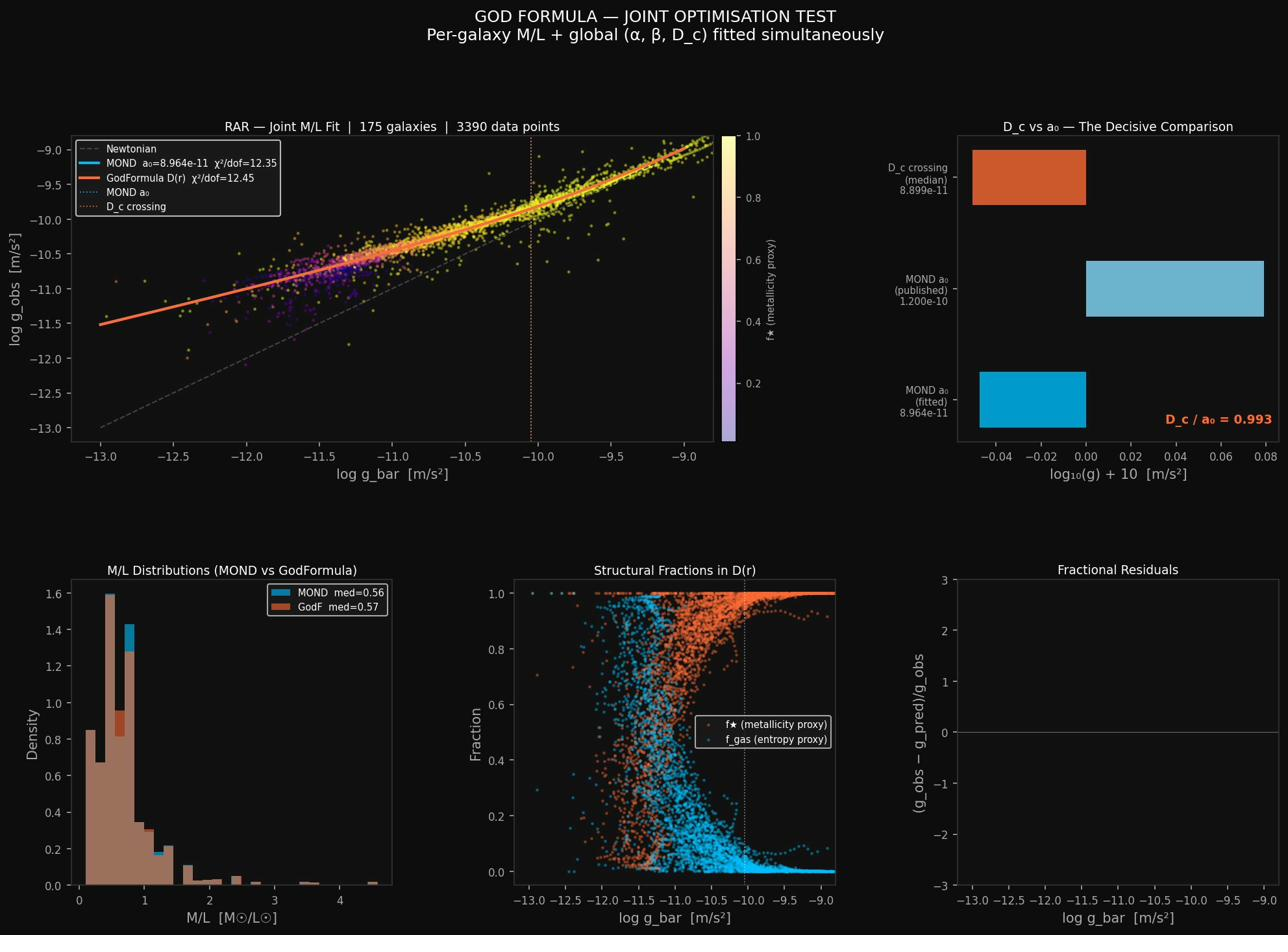 GOD FORMULA — JOINT OPTIMISATION TEST
Per-galaxy M/L + global (α, β, D_c) fitted simultaneously
RAR — Joint M/L Fit | 175 galaxies | 3390 data points
Newtonian
MOND a₀=8.964e-11 χ²/dof=12.35
GodFormula D(r) χ²/dof=12.45
MOND a₀
D_c crossing
log g_obs [m/s²]
−9.0
−9.5
−10.0
−10.5
−11.0
−11.5
−12.0
−12.5
−13.0
−13.0 −12.5 −12.0 −11.5 −11.0 −10.5 −10.0 −9.5 −9.0
log g_bar [m/s²]
1.0
0.8
0.6
0.4
0.2
f★ (metallicity proxy)
D_c vs a₀ — The Decisive Comparison
D_c crossing
(median)
8.899e-11
MOND a₀
(published)
1.200e-10
MOND a₀
(fitted)
8.964e-11
D_c / a₀ = 0.993
−0.04 −0.02 0.00 0.02 0.04 0.06 0.08
log₁₀(g) + 10 [m/s²]
M/L Distributions (MOND vs GodFormula)
MOND med=0.56
GodF med=0.57
Density
1.6
1.4
1.2
1.0
0.8
0.6
0.4
0.2
0.0
0 1 2 3 4
M/L [M☉/L☉]
Structural Fractions in D(r)
f★ (metallicity proxy)
f_gas (entropy proxy)
Fraction
1.0
0.8
0.6
0.4
0.2
0.0
−13.0 −12.5 −12.0 −11.5 −11.0 −10.5 −10.0 −9.5 −9.0
log g_bar [m/s²]
Fractional Residuals
(g_obs − g_pred)/g_obs
3
2
1
0
−1
−2
−3
−13.0 −12.5 −12.0 −11.5 −11.0 −10.5 −10.0 −9.5 −9.0
log g_bar [m/s²]